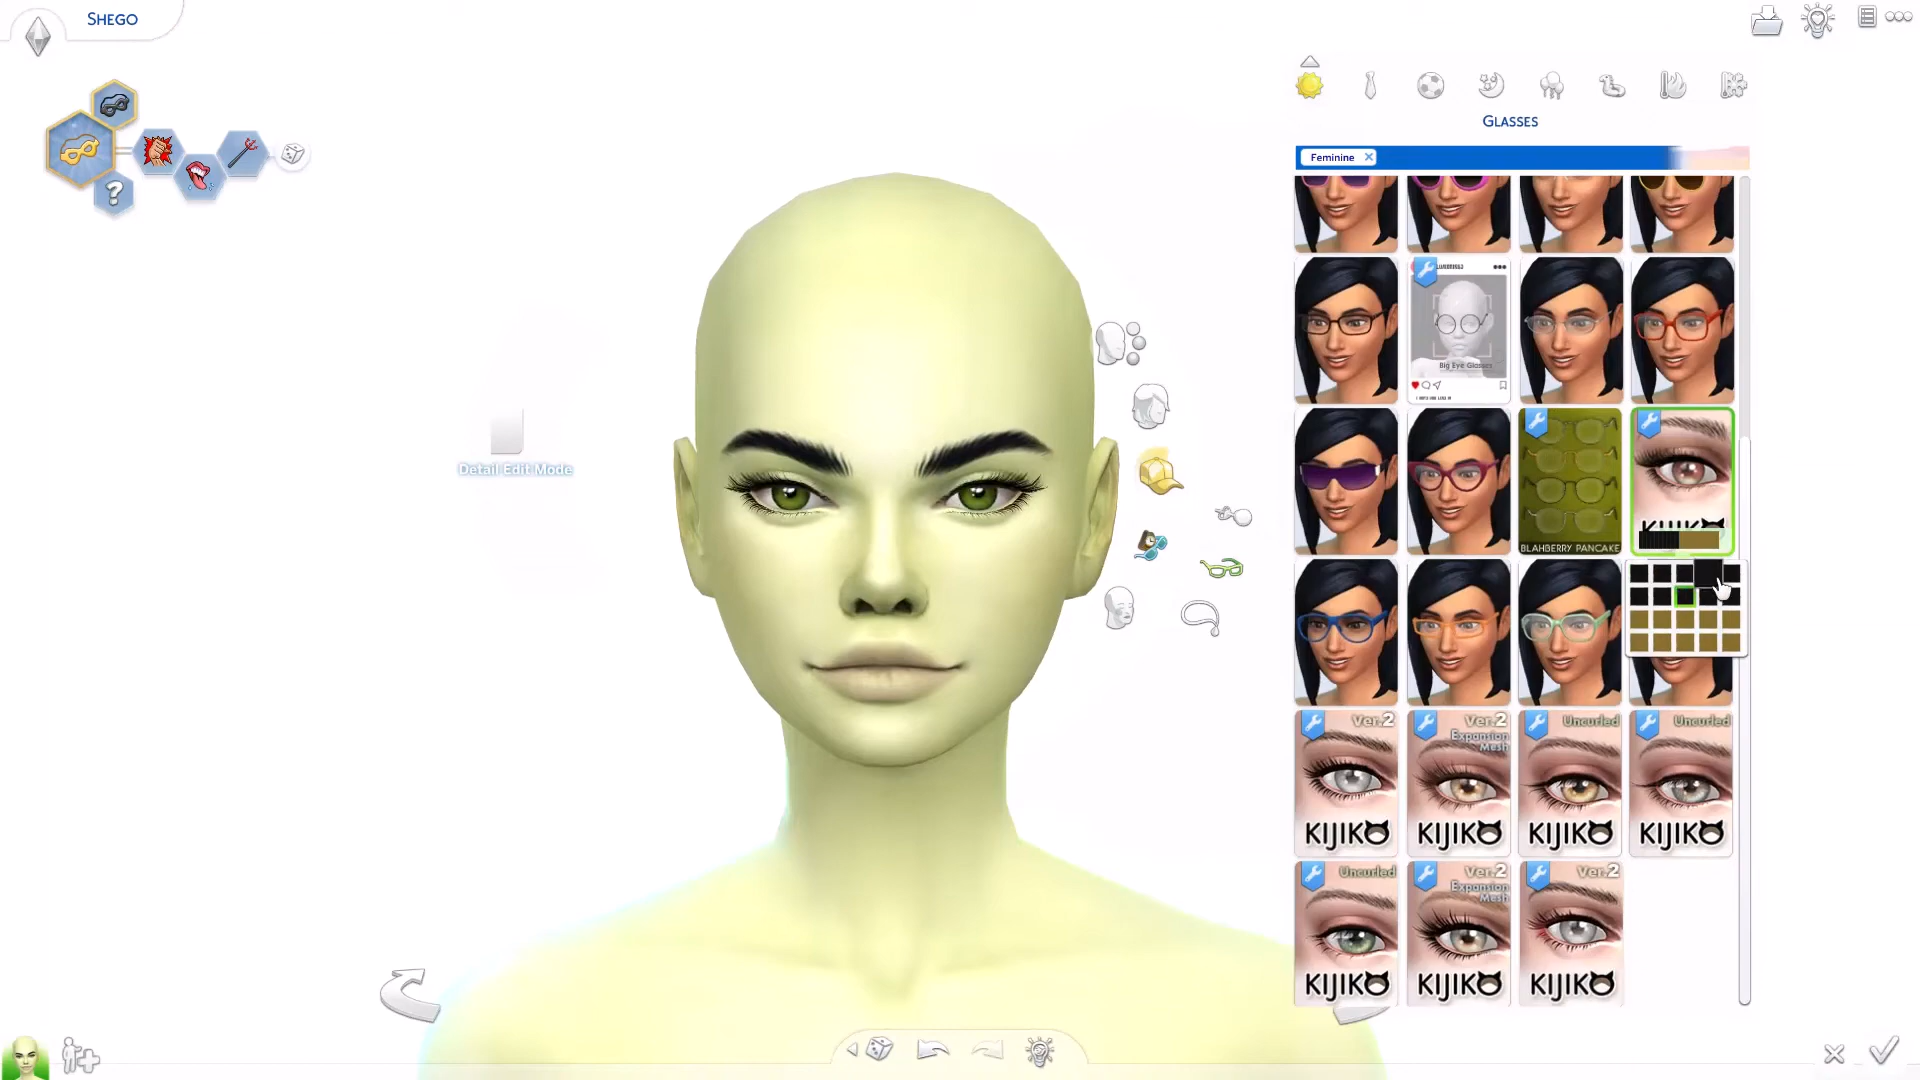 SHEGO
GLASSES
Feminine
Big Eye Glasses
Detail Edit Mode
BLAHBERRY PANCAKE
Ver.2
KIJIKO
Ver.2
Expansion
Mesh
KIJIKO
Uncurled
KIJIKO
Uncurled
KIJIKO
Uncurled
KIJIKO
Ver.2
Expansion
Mesh
KIJIKO
Ver.2
KIJIKO